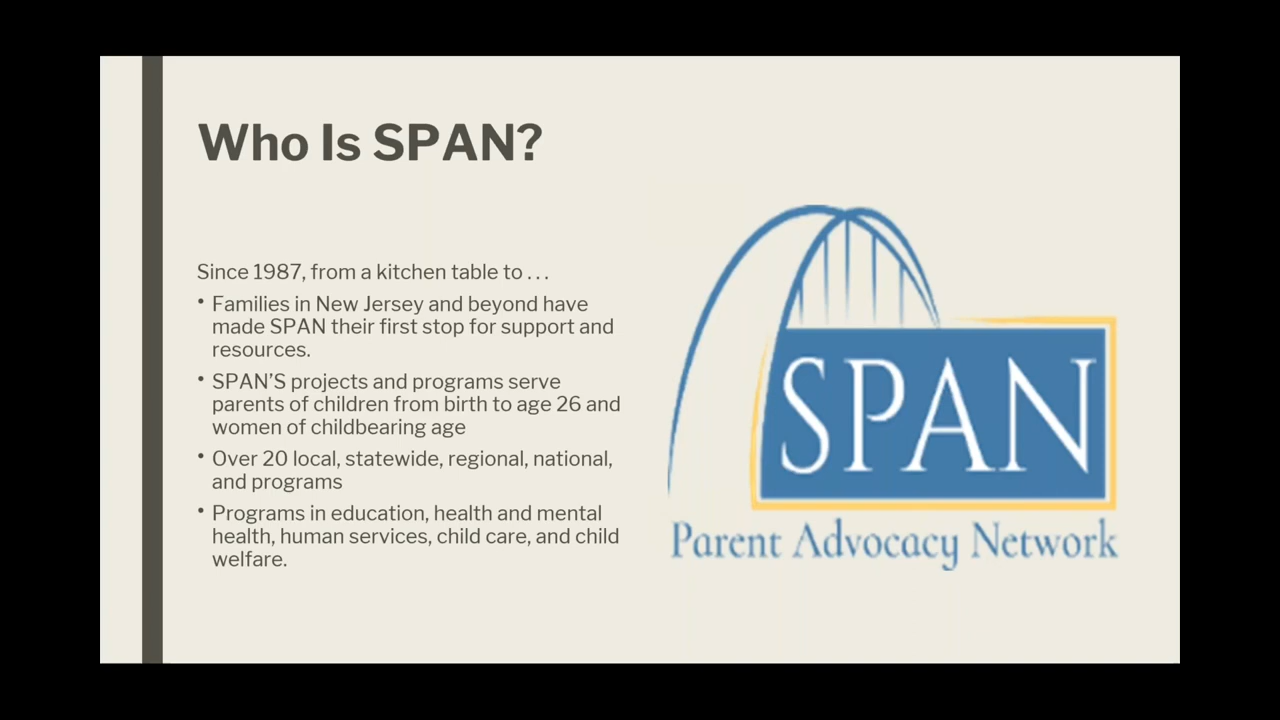 Who Is SPAN?
Since 1987, from a kitchen table to . . .
• Families in New Jersey and beyond have
made SPAN their first stop for support and
resources.
• SPAN’S projects and programs serve
parents of children from birth to age 26 and
women of childbearing age
• Over 20 local, statewide, regional, national,
and programs
• Programs in education, health and mental
health, human services, child care, and child
welfare.
SPAN
Parent Advocacy Network